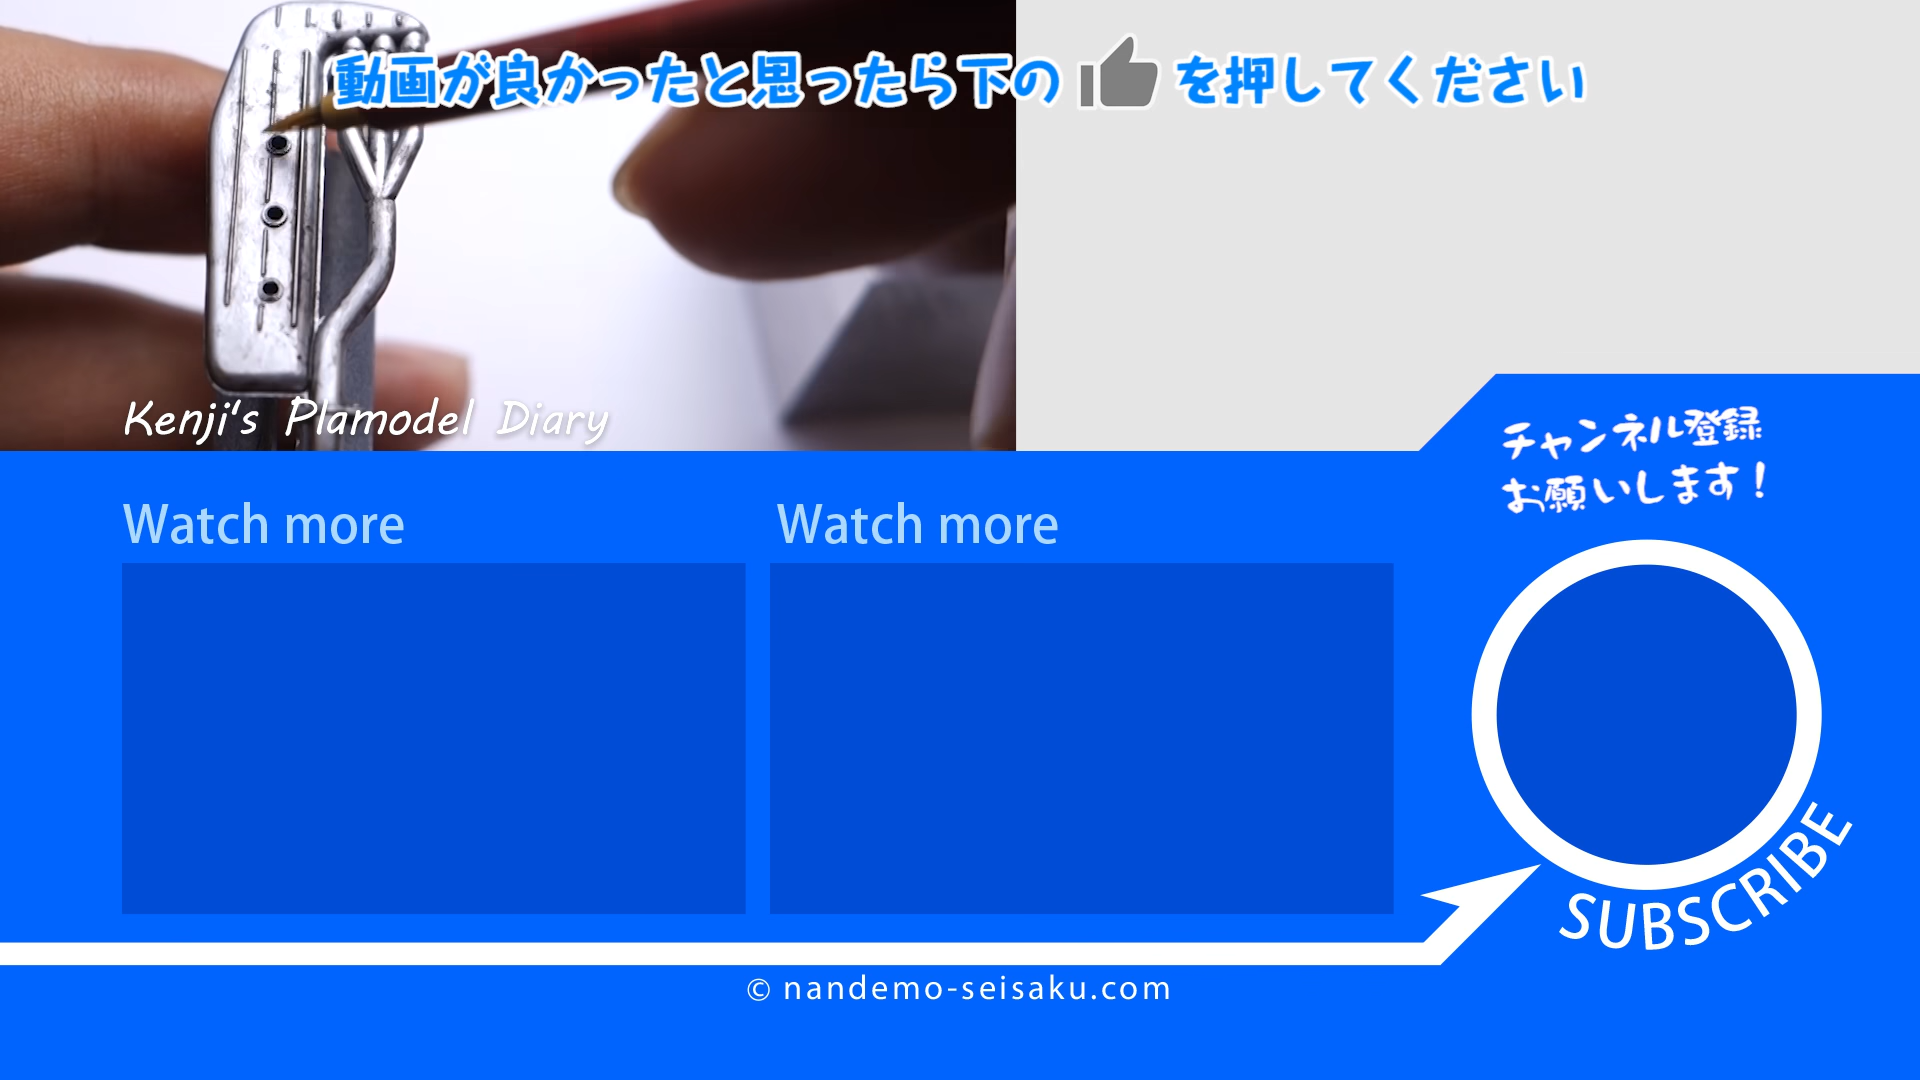 動画が良かったと思ったら下の を押してください
Kenji's Plamodel Diary
チャンネル登録
お願いします！
Watch more
Watch more
SUBSCRIBE
© nandemo-seisaku.com